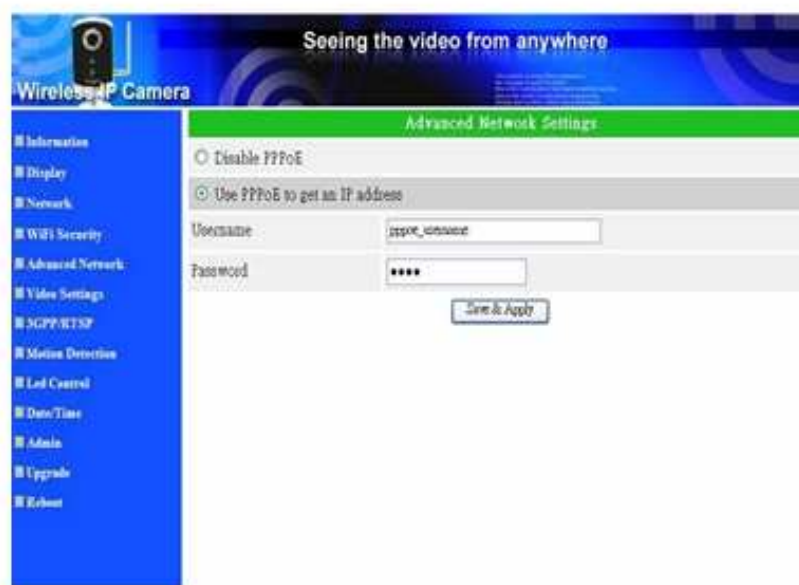 Seeing the video from anywhere
Wireless IP Camera
Advanced Network Settings
Information
Display
Network
WiFi Security
Advanced Network
Video Settings
3GPP/RTSP
Motion Detection
Led Control
Date/Time
Admin
Upgrade
Reboot
Disable PPPoE
Use PPPoE to get an IP address
Username
pppoe_username
Password
••••
Save & Apply